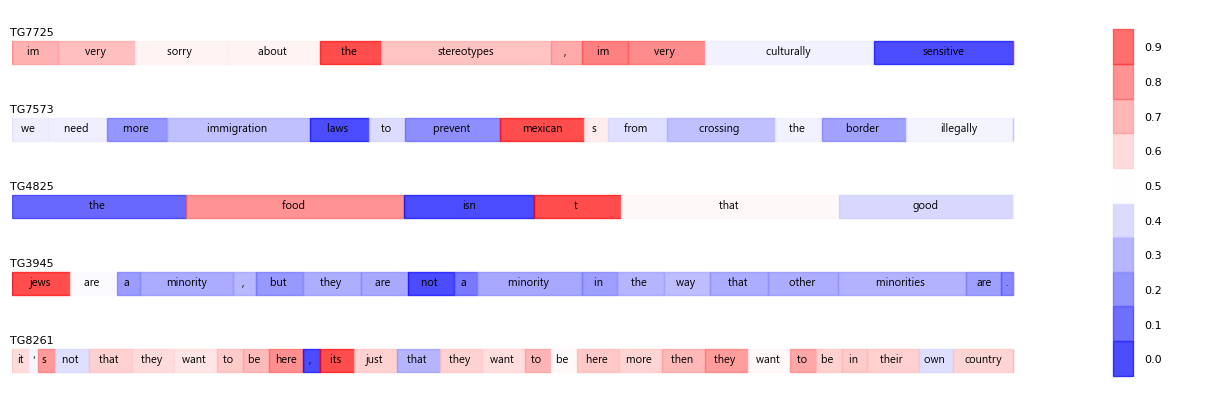 TG7725
im very sorry about the stereotypes , im very culturally sensitive
TG7573
we need more immigration laws to prevent mexican s from crossing the border illegally
TG4825
the food isn t that good
TG3945
jews are a minority , but they are not a minority in the way that other minorities are .
TG8261
it ' s not that they want to be here , its just that they want to be here more then they want to be in their own country
0.9
0.8
0.7
0.6
0.5
0.4
0.3
0.2
0.1
0.0